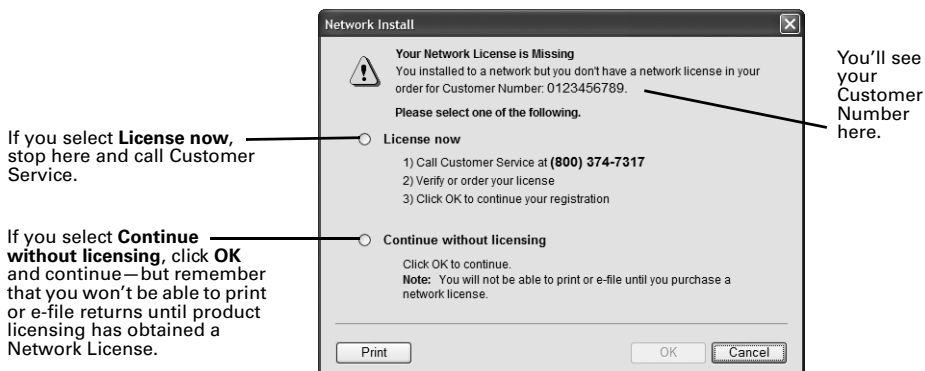 Network Install
Your Network License is Missing
You installed to a network but you don't have a network license in your
order for Customer Number: 0123456789.
Please select one of the following.
You'll see
your
Customer
Number
here.
If you select License now,
stop here and call Customer
Service.
License now
1) Call Customer Service at (800) 374-7317
2) Verify or order your license
3) Click OK to continue your registration
If you select Continue
without licensing, click OK
and continue—but remember
that you won't be able to print
or e-file returns until product
licensing has obtained a
Network License.
Continue without licensing
Click OK to continue.
Note: You will not be able to print or e-file until you purchase a
network license.
Print
OK
Cancel